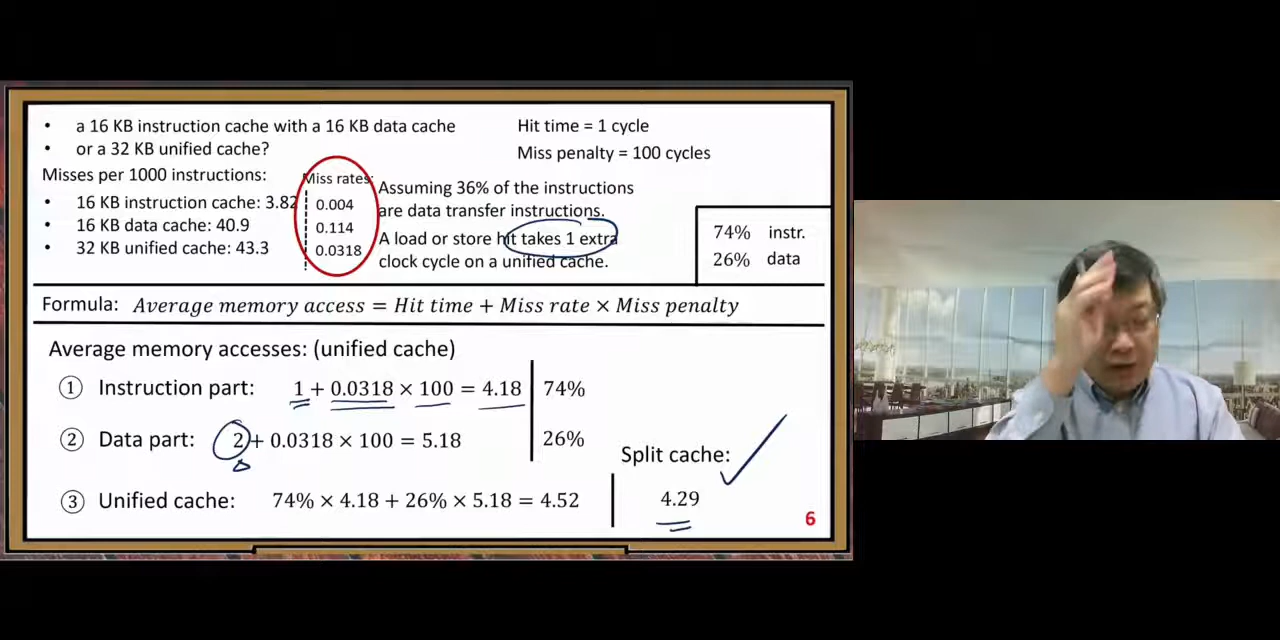 • a 16 KB instruction cache with a 16 KB data cache
• or a 32 KB unified cache?
Hit time = 1 cycle
Miss penalty = 100 cycles
Misses per 1000 instructions:
• 16 KB instruction cache: 3.82
• 16 KB data cache: 40.9
• 32 KB unified cache: 43.3
Miss rates:
0.004
0.114
0.0318
Assuming 36% of the instructions
are data transfer instructions.
A load or store hit takes 1 extra
clock cycle on a unified cache.
74% instr.
26% data
Formula: Average memory access = Hit time + Miss rate × Miss penalty
Average memory accesses: (unified cache)
① Instruction part: 1 + 0.0318 × 100 = 4.18 74%
② Data part: 2 + 0.0318 × 100 = 5.18 26%
③ Unified cache: 74% × 4.18 + 26% × 5.18 = 4.52
Split cache:
4.29
6